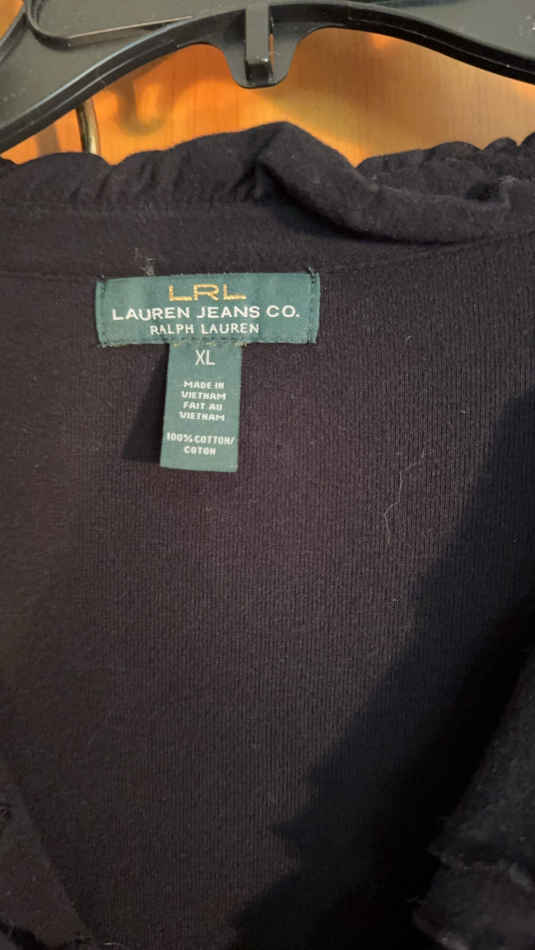 LRL
LAUREN JEANS CO.
RALPH LAUREN
XL
MADE IN
VIETNAM
FAIT AU
VIETNAM
100% COTTON/
COTON